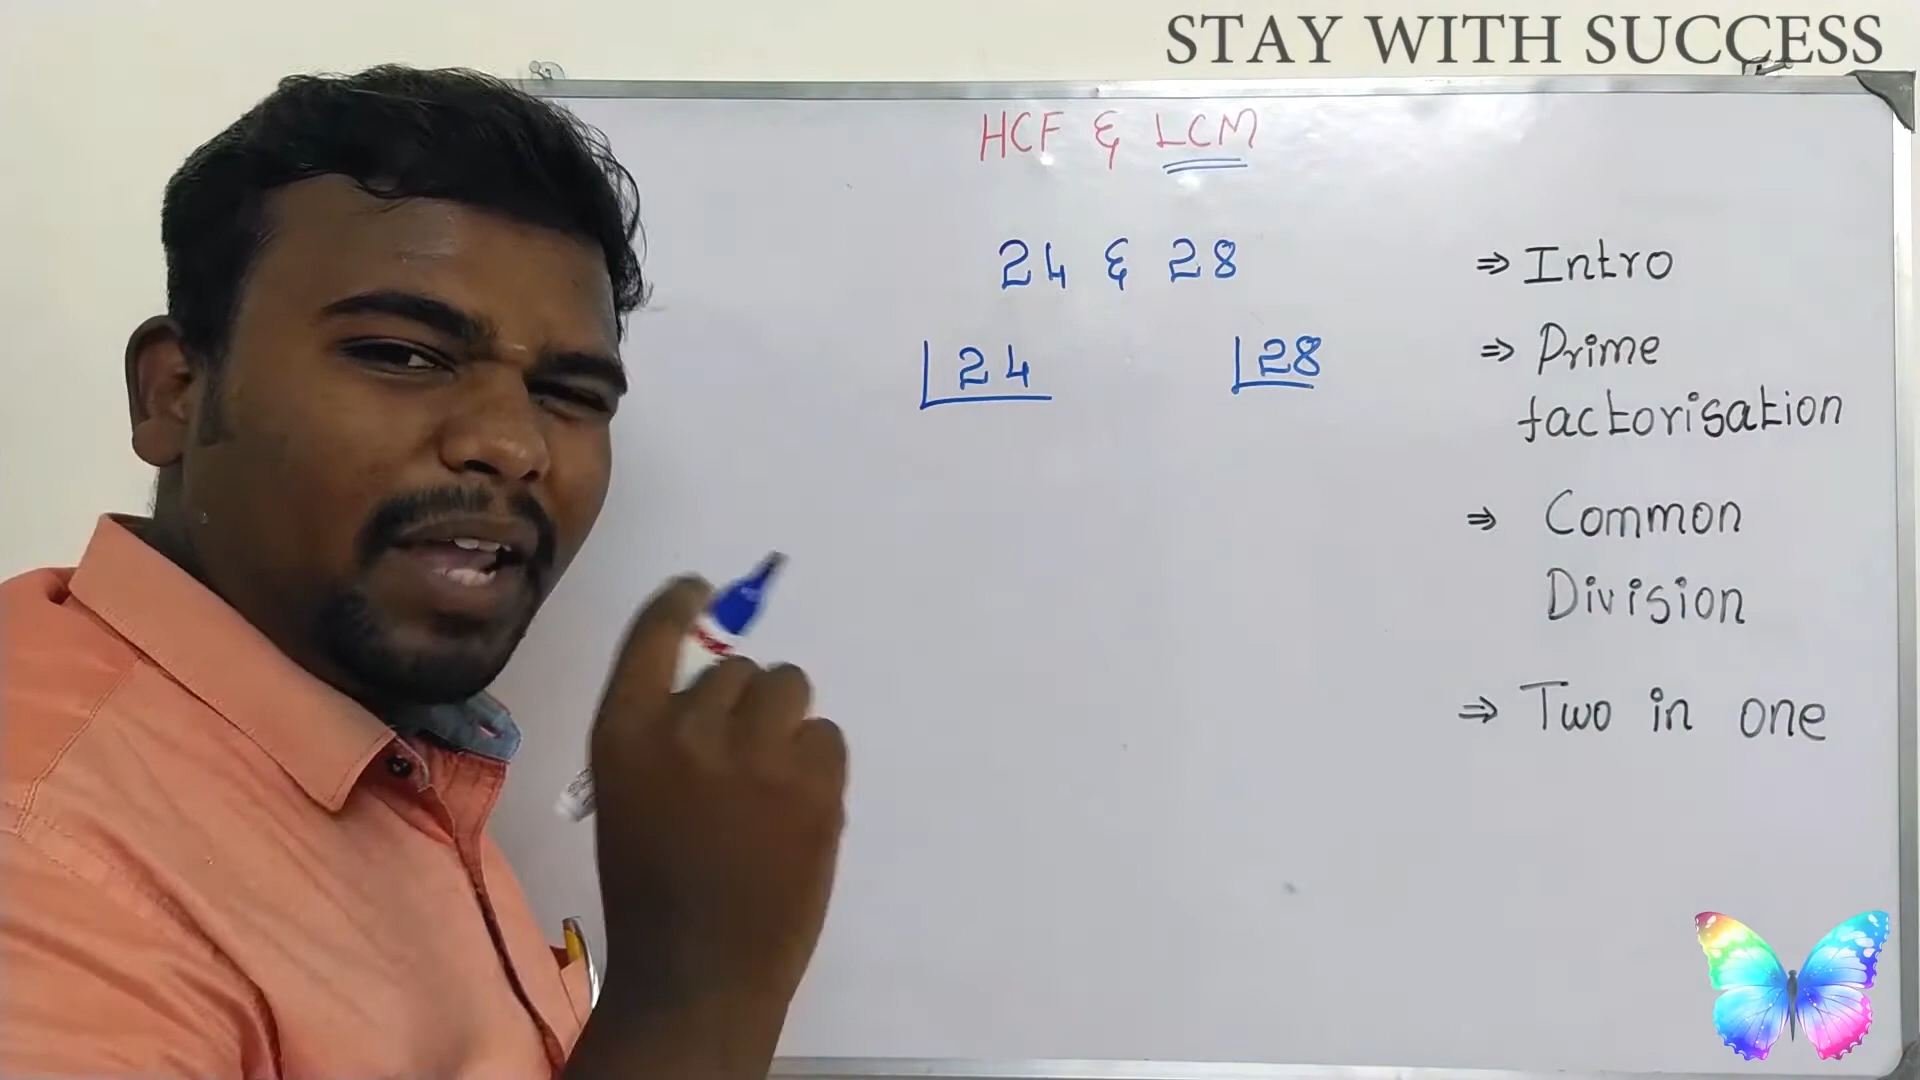 STAY WITH SUCCESS
HCF & LCM
24 & 28
24
28
⇒ Intro
⇒ Prime
factorisation
⇒ Common
Division
⇒ Two in one